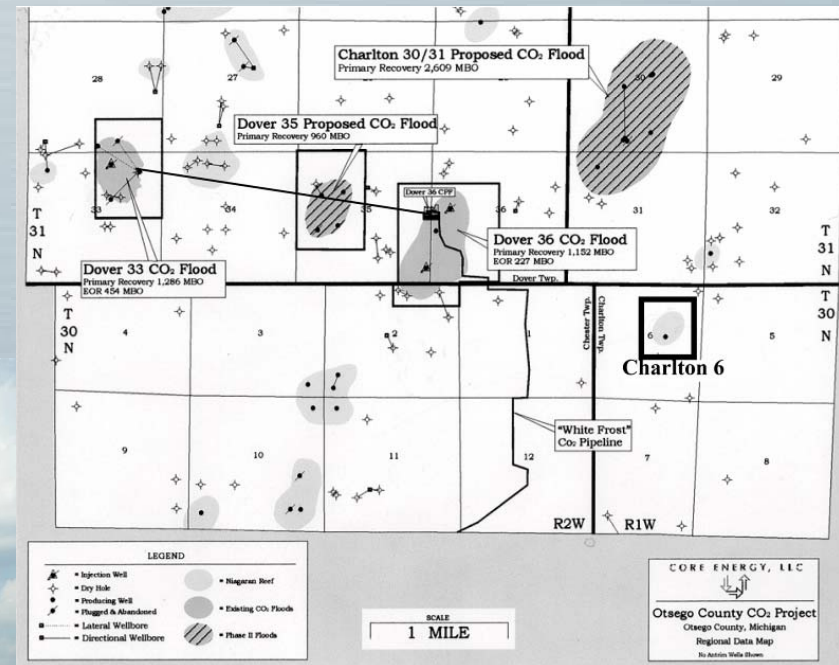 Charlton 30/31 Proposed CO₂ Flood
Primary Recovery 2,609 MBO
28
27
30
29
Dover 35 Proposed CO₂ Flood
Primary Recovery 960 MBO
Dover 36 CPF
T
31
N
33
34
35
36
31
32
T
31
N
Dover 36 CO₂ Flood
Primary Recovery 1,152 MBO
EOR 227 MBO
Dover 33 CO₂ Flood
Primary Recovery 1,286 MBO
EOR 454 MBO
Dover Twp.
T
30
N
4
3
2
1
Chester Twp.
Charlton Twp.
6
5
T
30
N
Charlton 6
"White Frost"
Co₂ Pipeline
9
10
11
12
7
8
R2W
R1W
LEGEND
= Injection Well
= Dry Hole
= Producing Well
= Plugged & Abandoned
= Lateral Wellbore
= Directional Wellbore
= Niagaran Reef
= Existing CO₂ Floods
= Phase II Floods
SCALE
1 MILE
CORE ENERGY, LLC
Otsego County CO₂ Project
Otsego County, Michigan
Regional Data Map
No Antrim Wells Shown